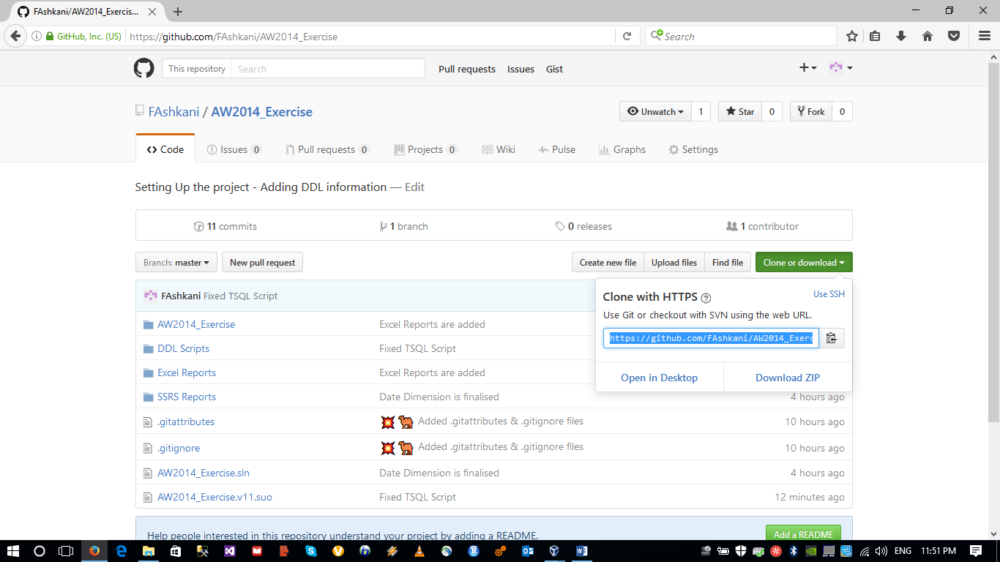 FAshkani/AW2014_Exercis...
GitHub, Inc. (US)
https://github.com/FAshkani/AW2014_Exercise
Search
This repository
Search
Pull requests
Issues
Gist
FAshkani / AW2014_Exercise
Unwatch 1
Star 0
Fork 0
Code
Issues 0
Pull requests 0
Projects 0
Wiki
Pulse
Graphs
Settings
Setting Up the project - Adding DDL information — Edit
11 commits
1 branch
0 releases
1 contributor
Branch: master
New pull request
Create new file
Upload files
Find file
Clone or download
FAshkani Fixed TSQL Script
Clone with HTTPS
Use SSH
Use Git or checkout with SVN using the web URL.
https://github.com/FAshkani/AW2014_Exerc
Open in Desktop
Download ZIP
AW2014_Exercise Excel Reports are added
DDL Scripts Fixed TSQL Script
Excel Reports Excel Reports are added
SSRS Reports Date Dimension is finalised 4 hours ago
.gitattributes Added .gitattributes & .gitignore files 10 hours ago
.gitignore Added .gitattributes & .gitignore files 10 hours ago
AW2014_Exercise.sln Date Dimension is finalised 4 hours ago
AW2014_Exercise.v11.suo Fixed TSQL Script 12 minutes ago
Help people interested in this repository understand your project by adding a README.
Add a README
ENG 11:51 PM